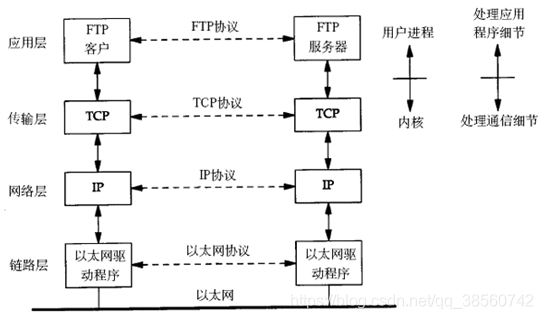 应用层
FTP
客户
FTP协议
FTP
服务器
用户进程
处理应用
程序细节
传输层
TCP
TCP协议
TCP
内核
处理通信细节
网络层
IP
IP协议
IP
链路层
以太网驱
动程序
以太网协议
以太网驱
动程序
以太网
https://blog.csdn.net/qq_38560742